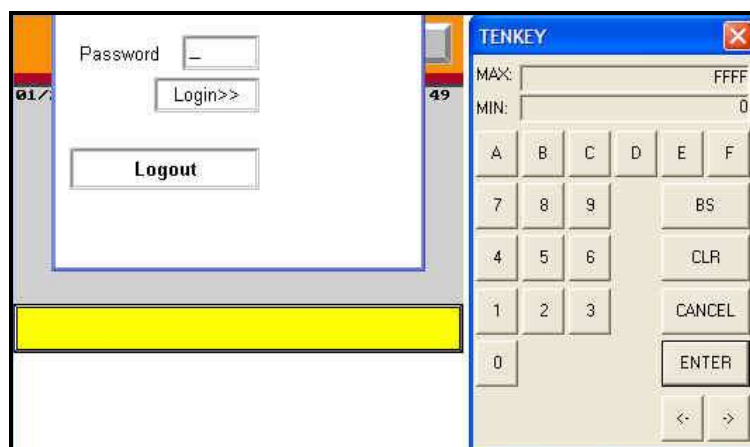 Password _
Login>>
01/
49
Logout
TENKEY
MAX: FFFF
MIN: 0
A B C D E F
7 8 9 BS
4 5 6 CLR
1 2 3 CANCEL
0 ENTER
<- ->